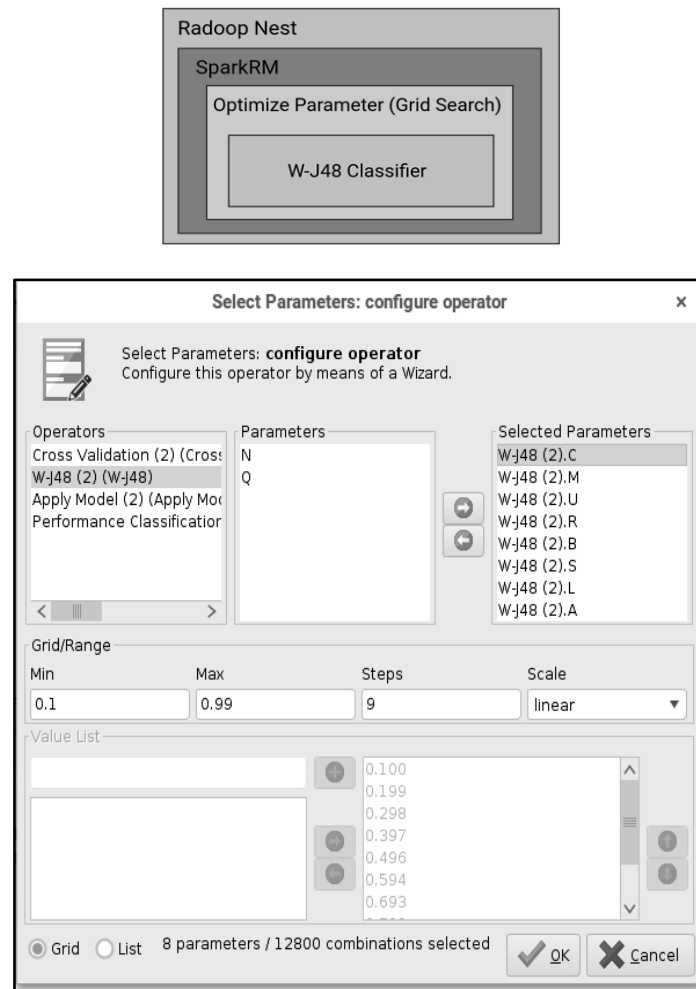 Radoop Nest
SparkRM
Optimize Parameter (Grid Search)
W-J48 Classifier
Select Parameters: configure operator x
Select Parameters: configure operator
Configure this operator by means of a Wizard.
Operators
Cross Validation (2) (Cross
W-J48 (2) (W-J48)
Apply Model (2) (Apply Mod
Performance Classification
Parameters
N
Q
Selected Parameters
W-J48 (2).C
W-J48 (2).M
W-J48 (2).U
W-J48 (2).R
W-J48 (2).B
W-J48 (2).S
W-J48 (2).L
W-J48 (2).A
Grid/Range
Min Max Steps Scale
0.1 0.99 9 linear
Value List
0.100
0.199
0.298
0.397
0.496
0.594
0.693
Grid List 8 parameters / 12800 combinations selected OK Cancel